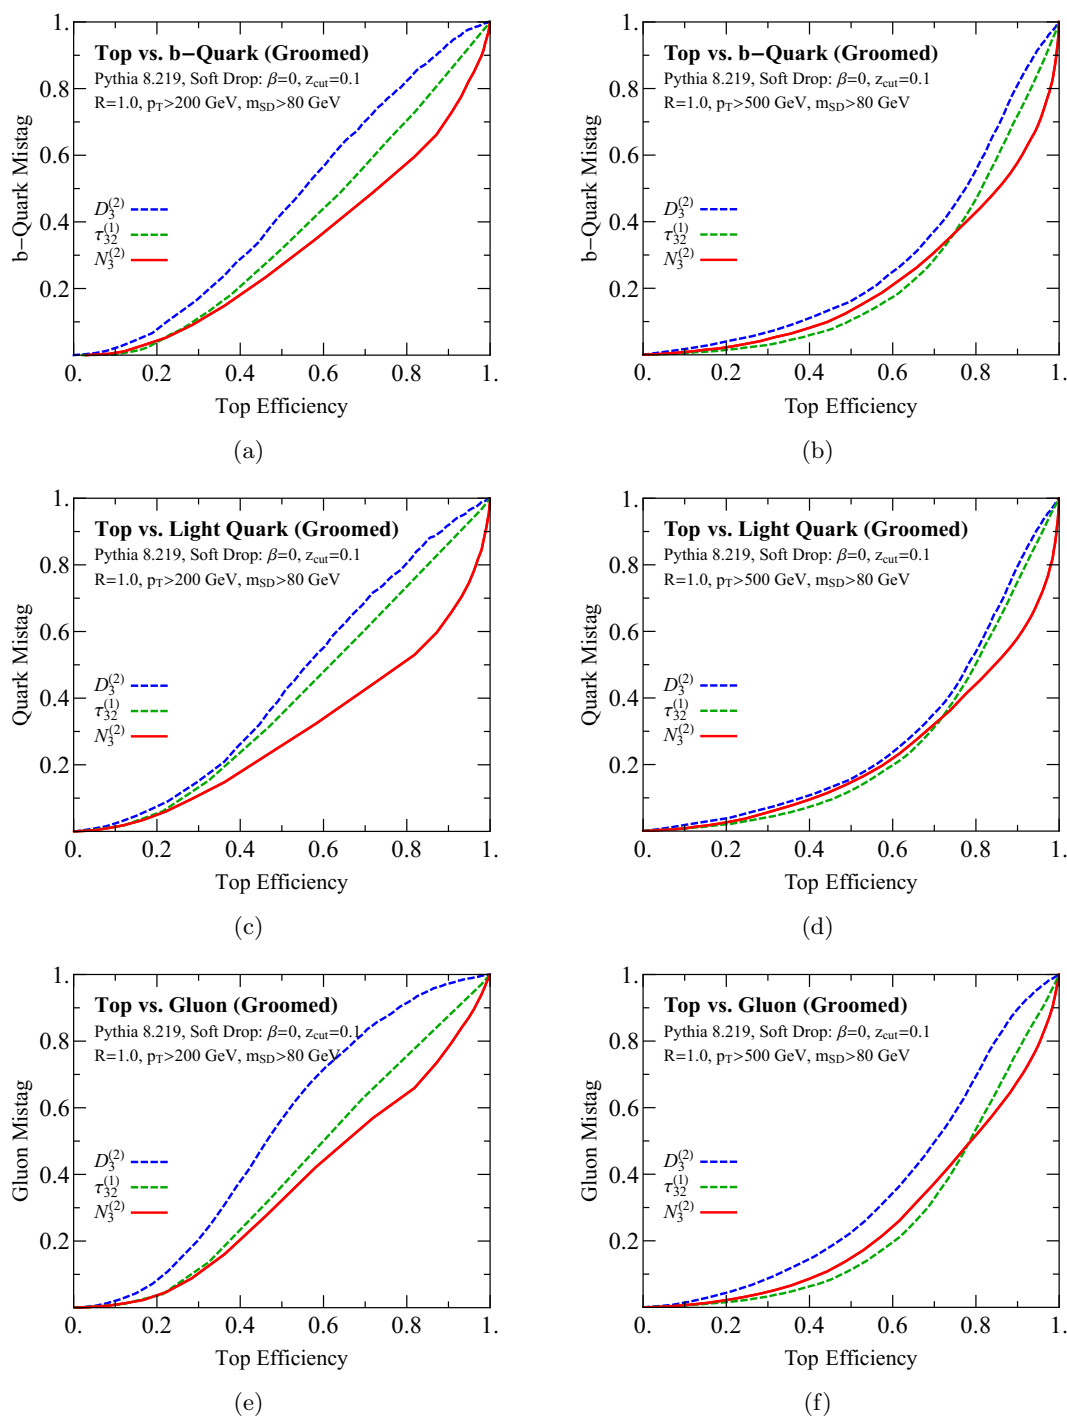 1.
0.8
0.6
0.4
0.2
b−Quark Mistag
Top vs. b−Quark (Groomed)
Pythia 8.219, Soft Drop: β=0, z_cut=0.1
R=1.0, p_T>200 GeV, m_SD>80 GeV
D_3^(2)
τ_32^(1)
N_3^(2)
0. 0.2 0.4 0.6 0.8 1.
Top Efficiency
(a)
1.
0.8
0.6
0.4
0.2
b−Quark Mistag
Top vs. b−Quark (Groomed)
Pythia 8.219, Soft Drop: β=0, z_cut=0.1
R=1.0, p_T>500 GeV, m_SD>80 GeV
D_3^(2)
τ_32^(1)
N_3^(2)
0. 0.2 0.4 0.6 0.8 1.
Top Efficiency
(b)
1.
0.8
0.6
0.4
0.2
Quark Mistag
Top vs. Light Quark (Groomed)
Pythia 8.219, Soft Drop: β=0, z_cut=0.1
R=1.0, p_T>200 GeV, m_SD>80 GeV
D_3^(2)
τ_32^(1)
N_3^(2)
0. 0.2 0.4 0.6 0.8 1.
Top Efficiency
(c)
1.
0.8
0.6
0.4
0.2
Quark Mistag
Top vs. Light Quark (Groomed)
Pythia 8.219, Soft Drop: β=0, z_cut=0.1
R=1.0, p_T>500 GeV, m_SD>80 GeV
D_3^(2)
τ_32^(1)
N_3^(2)
0. 0.2 0.4 0.6 0.8 1.
Top Efficiency
(d)
1.
0.8
0.6
0.4
0.2
Gluon Mistag
Top vs. Gluon (Groomed)
Pythia 8.219, Soft Drop: β=0, z_cut=0.1
R=1.0, p_T>200 GeV, m_SD>80 GeV
D_3^(2)
τ_32^(1)
N_3^(2)
0. 0.2 0.4 0.6 0.8 1.
Top Efficiency
(e)
1.
0.8
0.6
0.4
0.2
Gluon Mistag
Top vs. Gluon (Groomed)
Pythia 8.219, Soft Drop: β=0, z_cut=0.1
R=1.0, p_T>500 GeV, m_SD>80 GeV
D_3^(2)
τ_32^(1)
N_3^(2)
0. 0.2 0.4 0.6 0.8 1.
Top Efficiency
(f)